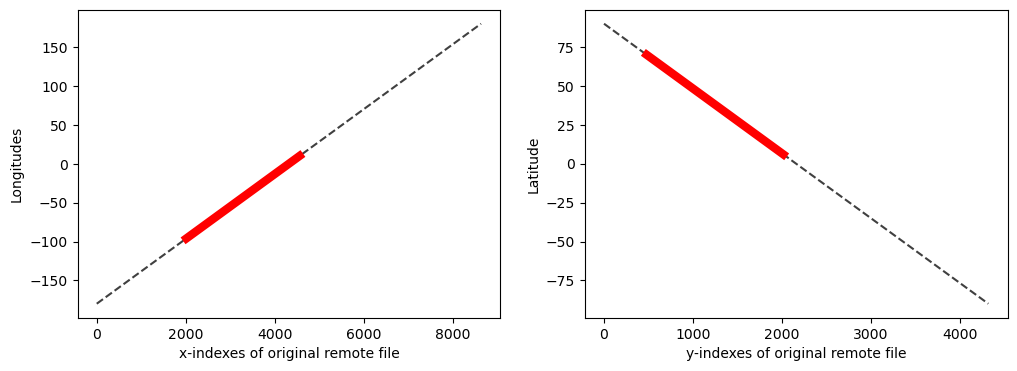 150
100
50
0
−50
−100
−150
Longitudes
0 2000 4000 6000 8000
x-indexes of original remote file
75
50
25
0
−25
−50
−75
Latitude
0 1000 2000 3000 4000
y-indexes of original remote file